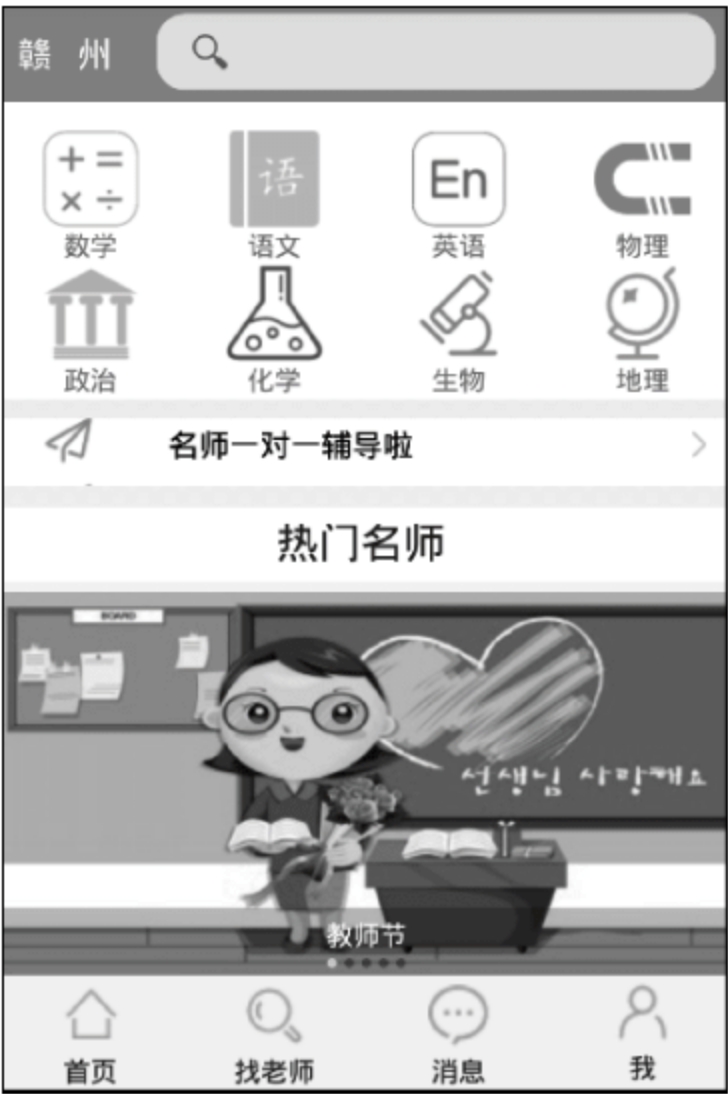 赣 州
数学 语文 英语 物理
语
En
政治 化学 生物 地理
名师一对一辅导啦
热门名师
BOARD
선생님 사랑해요
教师节
首页 找老师 消息 我